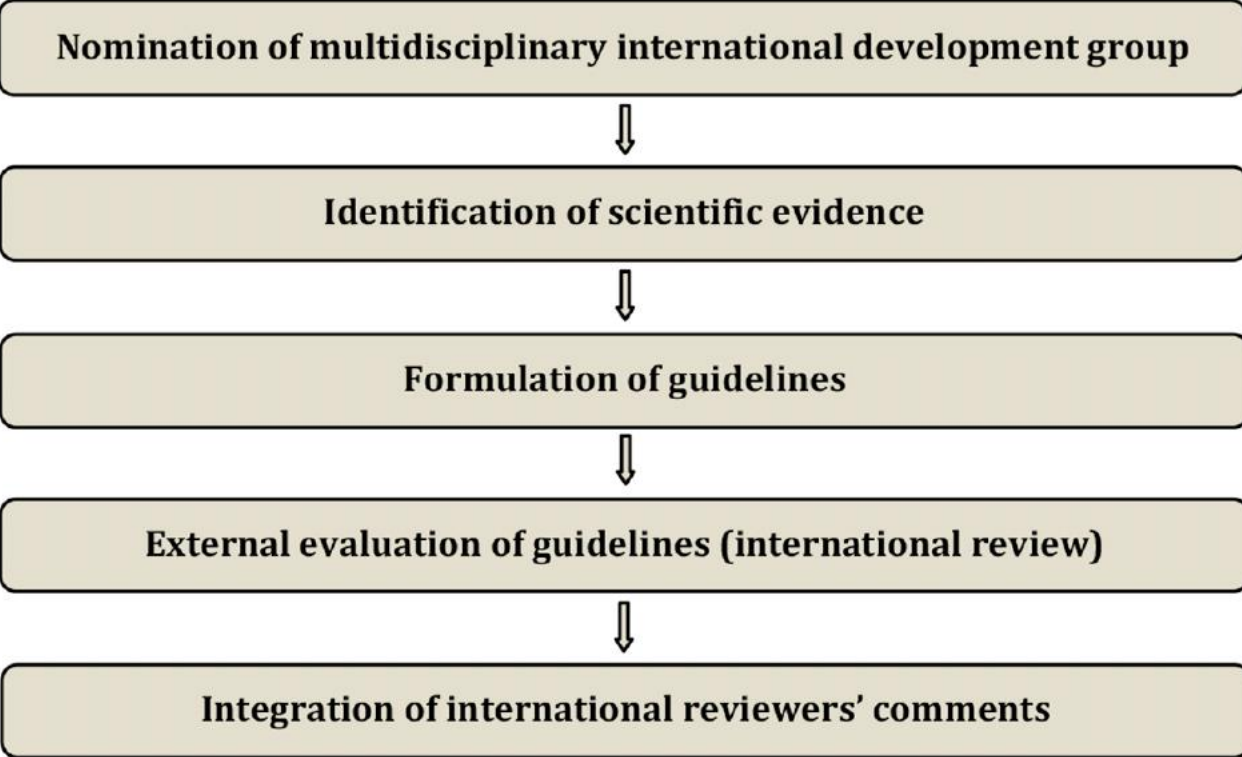 Nomination of multidisciplinary international development group
Identification of scientific evidence
Formulation of guidelines
External evaluation of guidelines (international review)
Integration of international reviewers’ comments